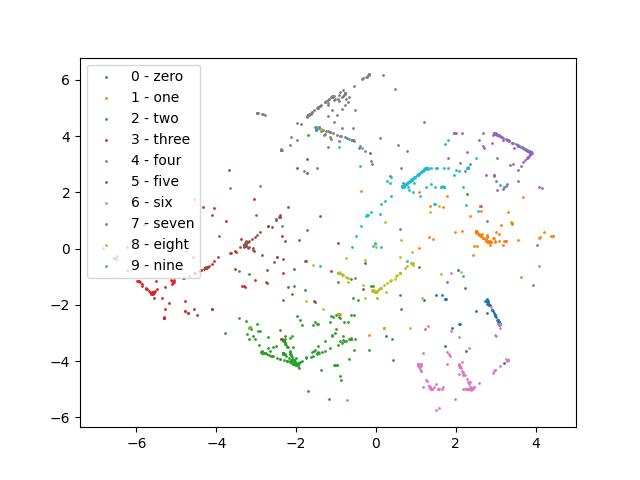 0 - zero
1 - one
2 - two
3 - three
4 - four
5 - five
6 - six
7 - seven
8 - eight
9 - nine
6
4
2
0
−2
−4
−6
−6 −4 −2 0 2 4